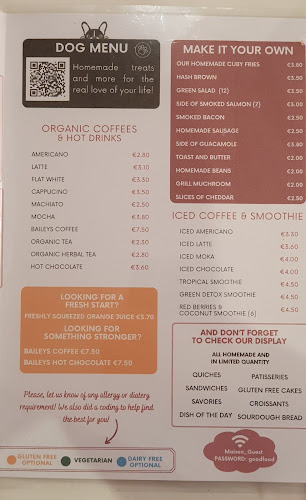 DOG MENU
Homemade treats
and more for the
real love of your life!
ORGANIC COFFEES
& HOT DRINKS
AMERICANO €2.80
LATTE €3.10
FLAT WHITE €3.30
CAPPUCINO €3.50
MACHIATO €2.50
MOCHA €3.80
BAILEYS COFFEE €7.50
ORGANIC TEA €2.30
ORGANIC HERBAL TEA €2.80
HOT CHOCOLATE €3.60
LOOKING FOR A
FRESH START?
FRESHLY SQUREEZED ORANGE JUICE €5.70
LOOKING FOR
SOMETHING STRONGER?
BAILEYS COFFEE €7.50
BAILEYS HOT CHOCOLATE €7.50
Please, let us know of any allergy or diatery
requirement! We also did a coding to help find
the best for you!
GLUTEN FREE
OPTIONAL
VEGETARIAN
DAIRY FREE
OPTIONAL
MAKE IT YOUR OWN
OUR HOMEMADE CUBY FRIES €3.80
HASH BROWN €3.50
GREEN SALAD (12) €3.50
SIDE OF SMOKED SALMON (7) €3.00
SMOKED BACON €2.50
HOMEMADE SAUSAGE €2.50
SIDE OF GUACAMOLE €3.80
TOAST AND BUTTER €2.00
HOMEMADE BEANS €2.00
GRILL MUCHROOM €2.00
SLICES OF CHEDDAR €2.50
ICED COFFEE & SMOOTHIE
ICED AMERICANO €3.30
ICED LATTE €3.60
ICED MOKA €4.00
ICED CHOCOLATE €4.00
TROPICAL SMOOTHIE €4.50
GREEN DETOX SMOOTHIE €4.50
RED BERRIES &
COCONUT SMOOTHIE (6) €4.50
AND DON'T FORGET
TO CHECK OUR DISPLAY
ALL HOMEMADE AND
IN LIMITED QUANTITY
QUICHES PATISSERIES
SANDWICHES GLUTEN FREE CAKES
SAVORIES CROISSANTS
DISH OF THE DAY SOURDOUGH BREAD
Maison_Guest
PASSWORD: goodfood